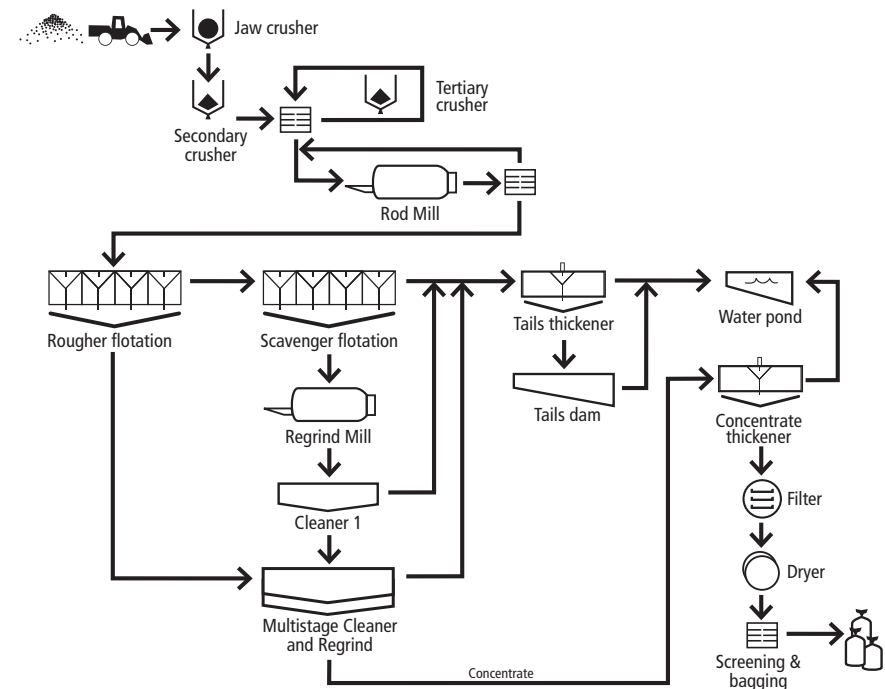 Jaw crusher
Tertiary
crusher
Secondary
crusher
Rod Mill
Rougher flotation
Scavenger flotation
Tails thickener
Water pond
Tails dam
Regrind Mill
Concentrate
thickener
Cleaner 1
Filter
Dryer
Multistage Cleaner
and Regrind
Concentrate
Screening &
bagging